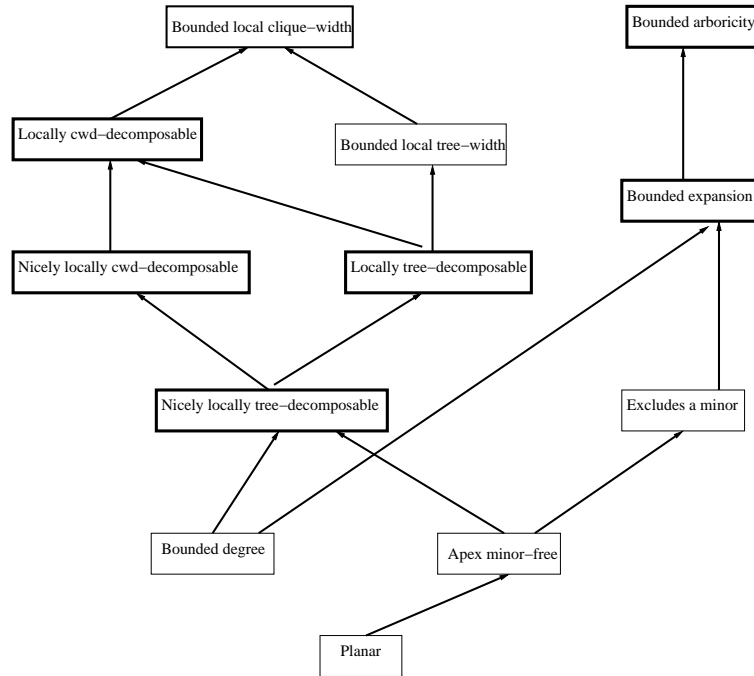 Bounded local clique−width
Bounded arboricity
Locally cwd−decomposable
Bounded local tree−width
Bounded expansion
Nicely locally cwd−decomposable
Locally tree−decomposable
Nicely locally tree−decomposable
Excludes a minor
Bounded degree
Apex minor−free
Planar